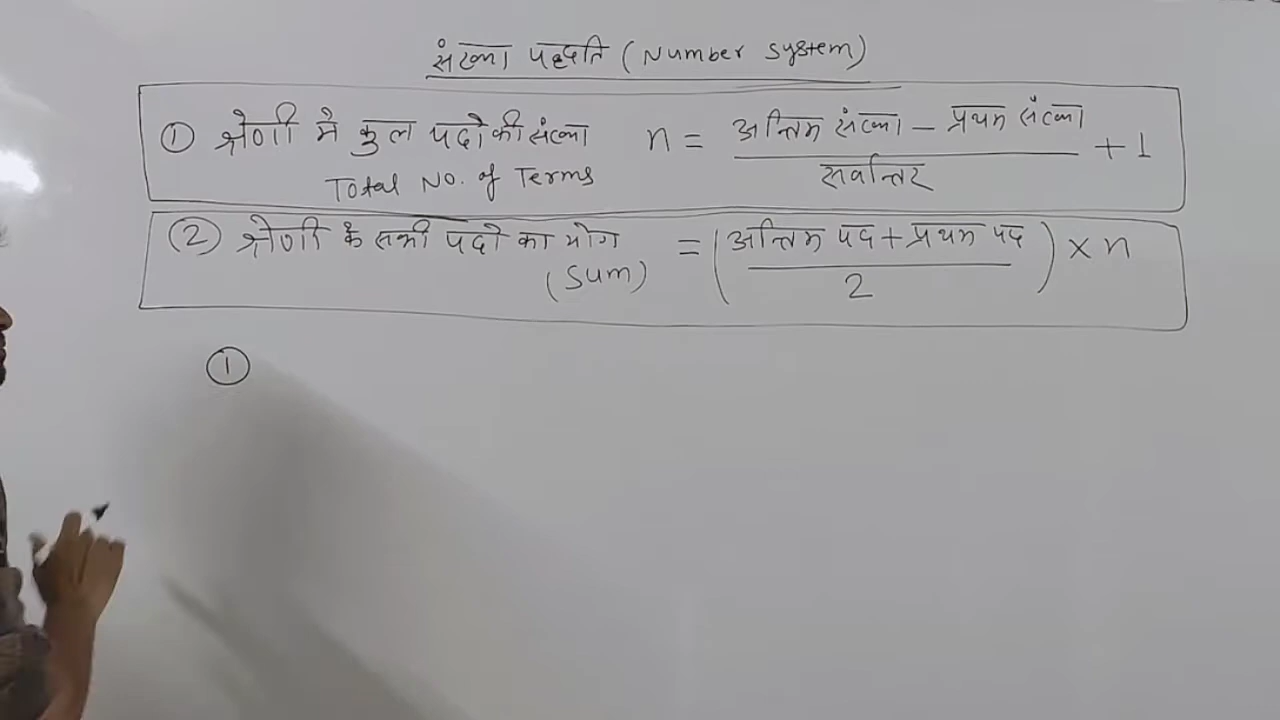 संख्या पद्धति (Number system)
① श्रेणी मे कुल पदो की संख्या n = अन्तिम संख्या – प्रथम संख्या / सर्वान्तर + 1
Total No. of Terms
② श्रेणी के सभी पदो का योग = (अन्तिम पद + प्रथम पद / 2) × n
(Sum)
①